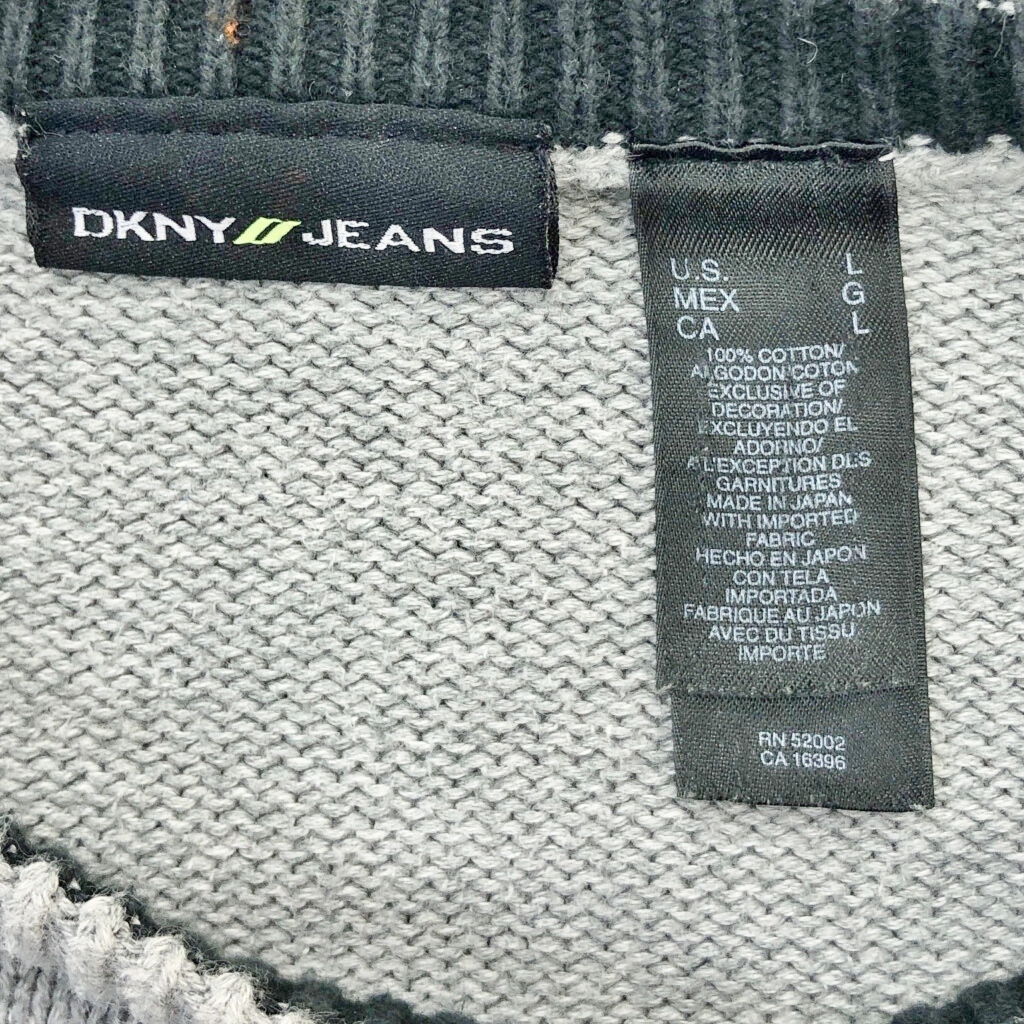 DKNY JEANS
U.S. L
MEX G
CA L
100% COTTON/
ALGODON COTON
EXCLUSIVE OF
DECORATION/
EXCLUYENDO EL
ADORNO/
A L'EXCEPTION DES
GARNITURES
MADE IN JAPAN
WITH IMPORTED
FABRIC
HECHO EN JAPON
CON TELA
IMPORTADA
FABRIQUE AU JAPON
AVEC DU TISSU
IMPORTE
RN 52002
CA 16396